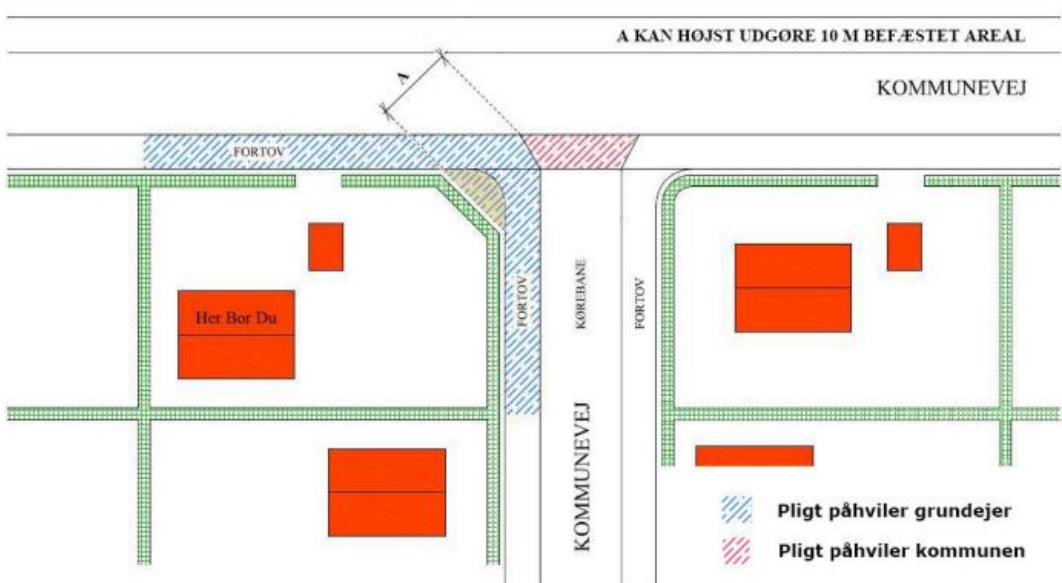 A KAN HØJST UDGØRE 10 M BEFÆSTET AREAL
A
KOMMUNEVEJ
FORTOV
Her Bor Du
FORTOV
KØREBANE
FORTOV
KOMMUNEVEJ
Pligt påhviler grundejer
Pligt påhviler kommunen